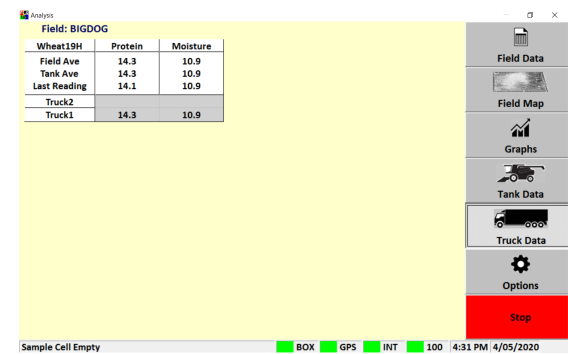 Analysis
Field: BIGDOG
Wheat19H Protein Moisture
Field Ave 14.3 10.9
Tank Ave 14.3 10.9
Last Reading 14.1 10.9
Truck2
Truck1 14.3 10.9
Field Data
Field Map
Graphs
Tank Data
Truck Data
Options
Stop
Sample Cell Empty BOX GPS INT 100 4:31 PM 4/05/2020